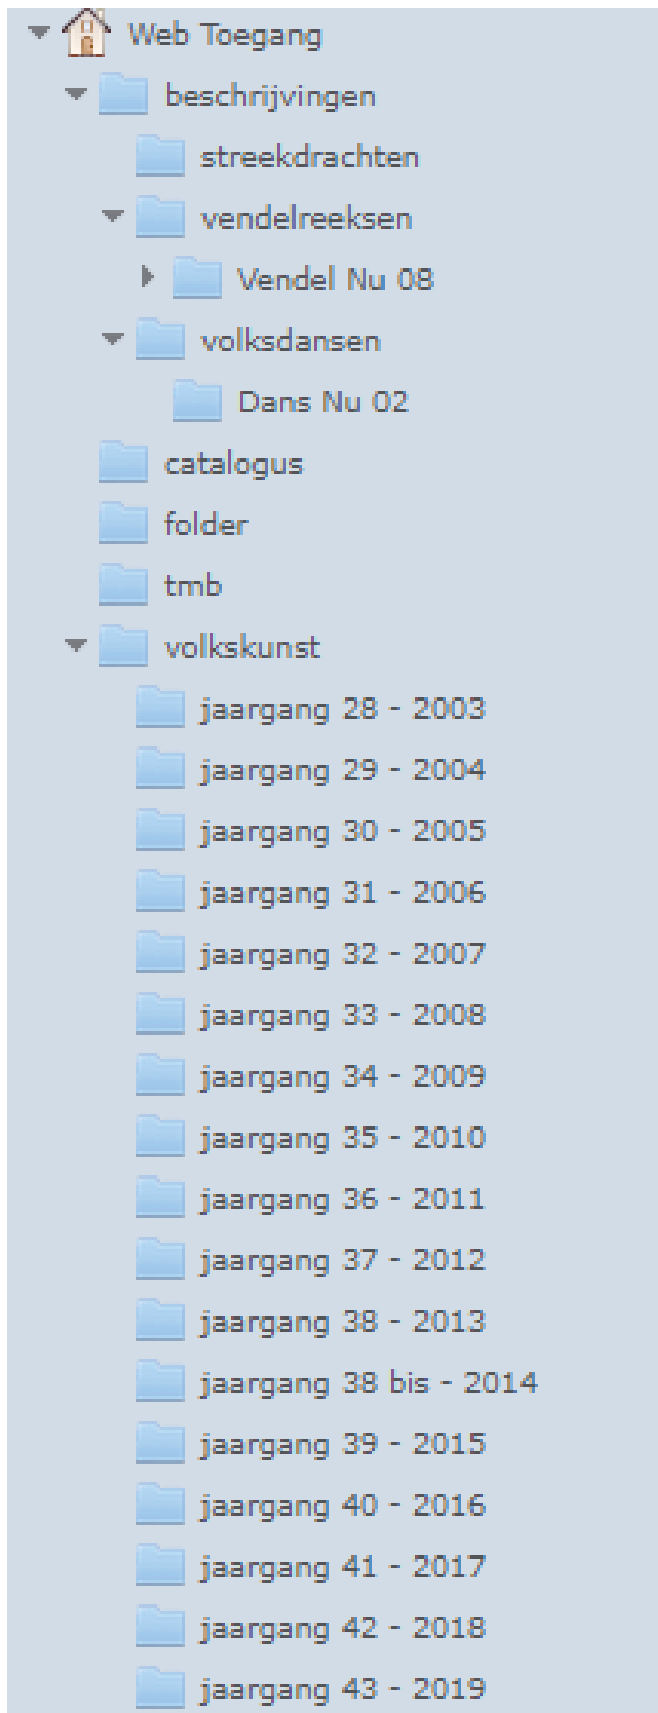 Web Toegang
beschrijvingen
streekdrachten
vendelreeksen
Vendel Nu 08
volksdansen
Dans Nu 02
catalogus
folder
tmb
volkskunst
jaargang 28 - 2003
jaargang 29 - 2004
jaargang 30 - 2005
jaargang 31 - 2006
jaargang 32 - 2007
jaargang 33 - 2008
jaargang 34 - 2009
jaargang 35 - 2010
jaargang 36 - 2011
jaargang 37 - 2012
jaargang 38 - 2013
jaargang 38 bis - 2014
jaargang 39 - 2015
jaargang 40 - 2016
jaargang 41 - 2017
jaargang 42 - 2018
jaargang 43 - 2019